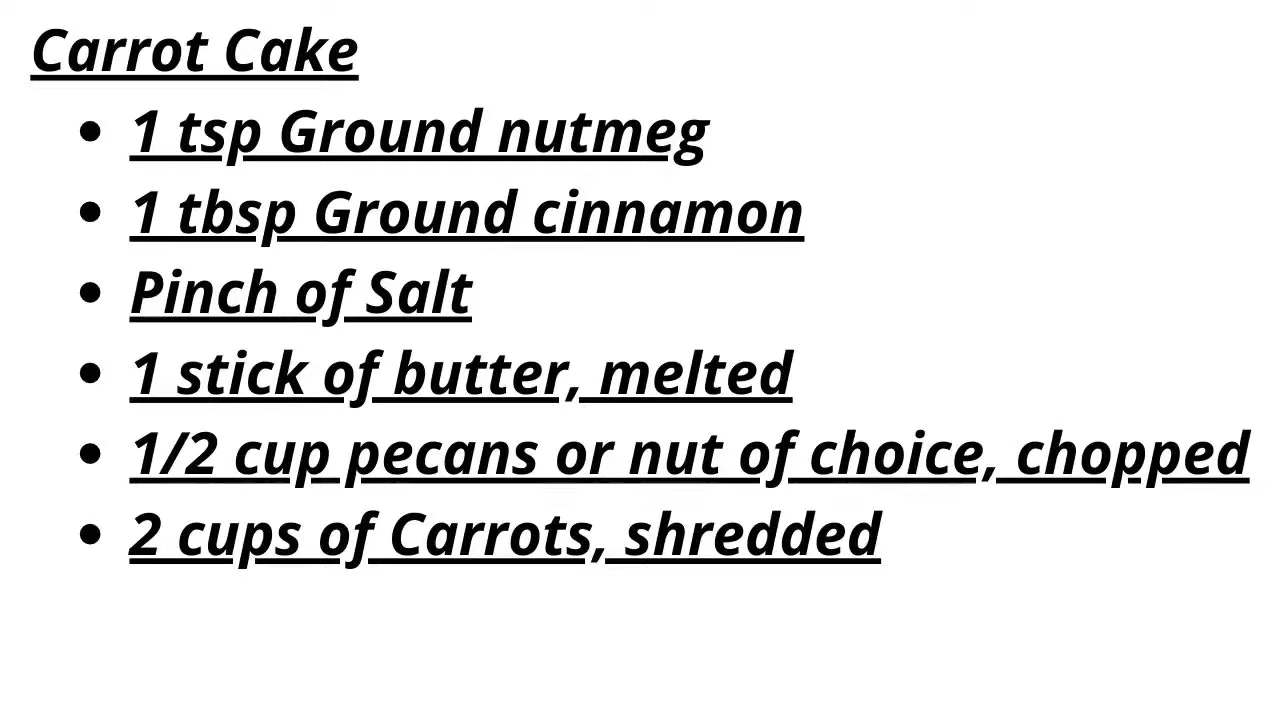 Carrot Cake
• 1 tsp Ground nutmeg
• 1 tbsp Ground cinnamon
• Pinch of Salt
• 1 stick of butter, melted
• 1/2 cup pecans or nut of choice, chopped
• 2 cups of Carrots, shredded